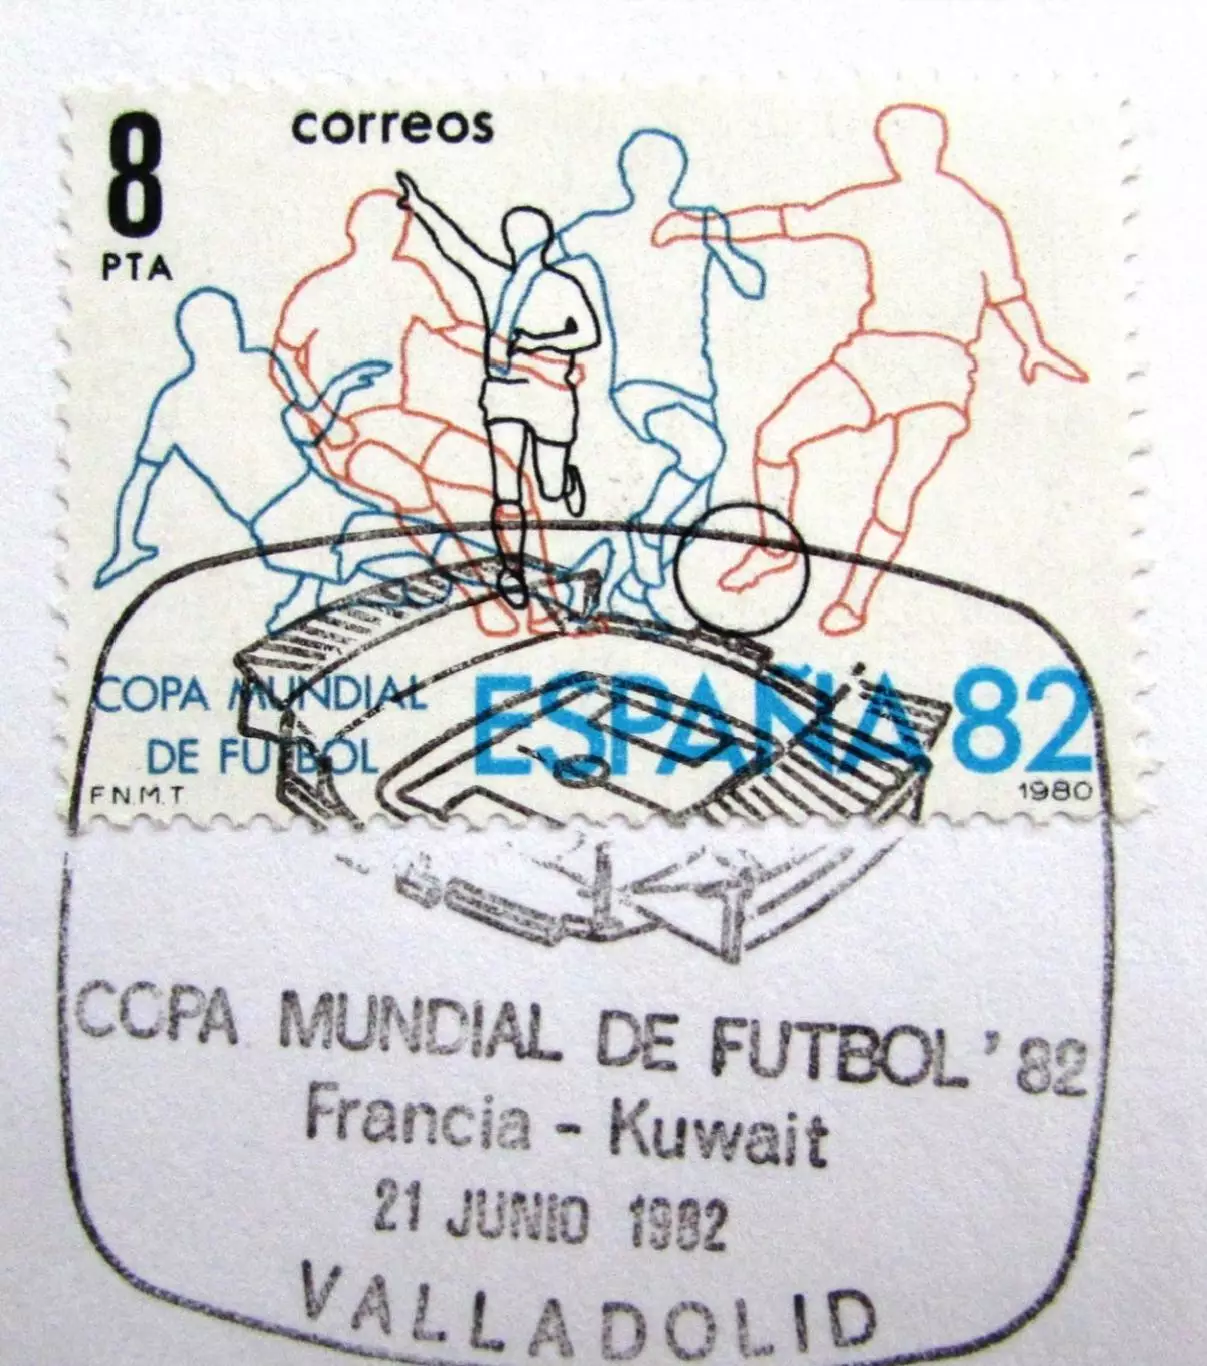 8
PTA
correos
COPA MUNDIAL
DE FUTBOL
ESPAÑA 82
F.N.M.T.
1980
COPA MUNDIAL DE FUTBOL '82
Francia - Kuwait
21 JUNIO 1982
VALLADOLID